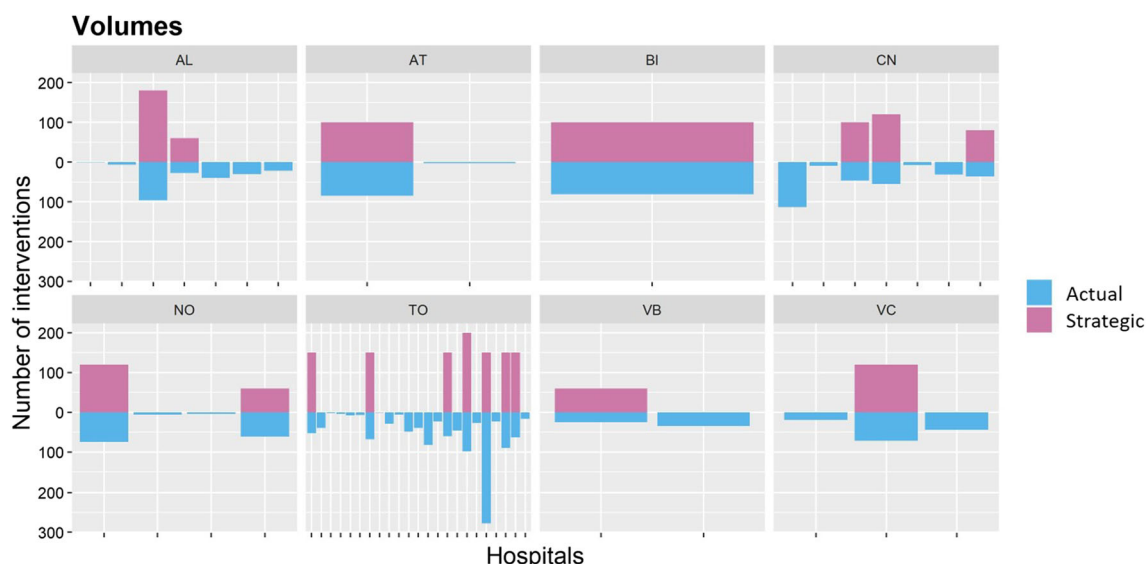 Volumes
AL AT BI CN
200
100
0
100
200
300
NO TO VB VC
200
100
0
100
200
300
Number of interventions
Hospitals
Actual
Strategic